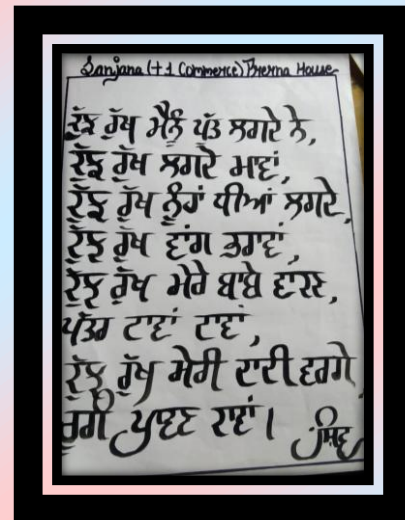 Sanjana (+1 Commerce) Prerna House
ਕੁੱਝ ਰੁੱਖ ਮੈਨੂੰ ਪੁੱਤ ਲਗਦੇ ਨੇ,
ਕੁੱਝ ਰੁੱਖ ਲਗਦੇ ਮਾਵਾਂ,
ਕੁੱਝ ਰੁੱਖ ਨੂੰਹਾਂ ਧੀਆਂ ਲਗਦੇ,
ਕੁੱਝ ਰੁੱਖ ਵਾਂਗ ਭਰਾਵਾਂ,
ਕੁੱਝ ਰੁੱਖ ਮੇਰੇ ਬਾਬੇ ਵਾਕਣ,
ਪੱਤਰ ਟਾਵਾਂ ਟਾਵਾਂ,
ਕੁੱਝ ਰੁੱਖ ਮੇਰੀ ਦਾਦੀ ਵਰਗੇ
ਚੂਰੀ ਪਾਵਣ ਕਾਵਾਂ।
ਸ਼ਿਵ